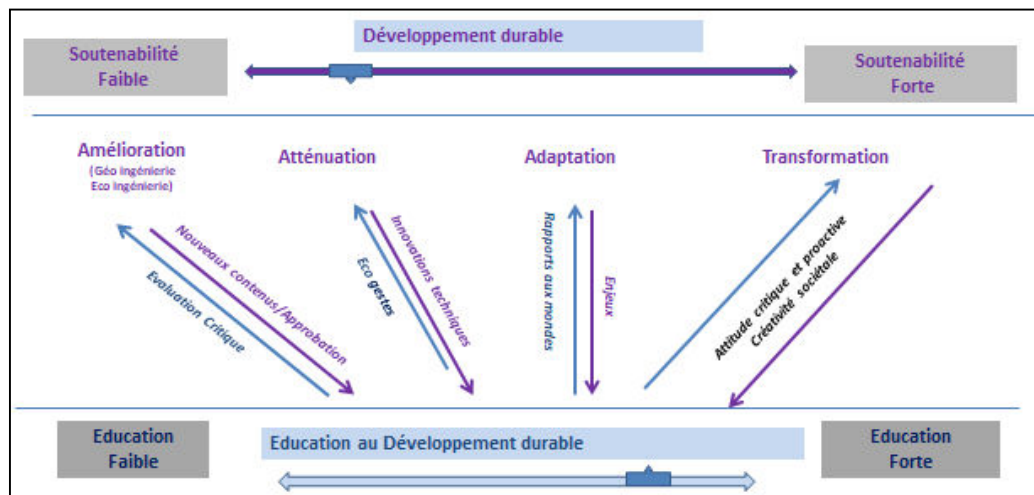 Développement durable
Soutenabilité
Faible
Soutenabilité
Forte
Amélioration
(Géo ingénierie
Eco ingénierie)
Atténuation
Adaptation
Transformation
Nouveaux contenus/Approbation
Evaluation Critique
Innovations techniques
Eco gestes
Rapports aux mondes
Enjeux
Attitude critique et proactive
Créativité sociétale
Education
Faible
Education au Développement durable
Education
Forte